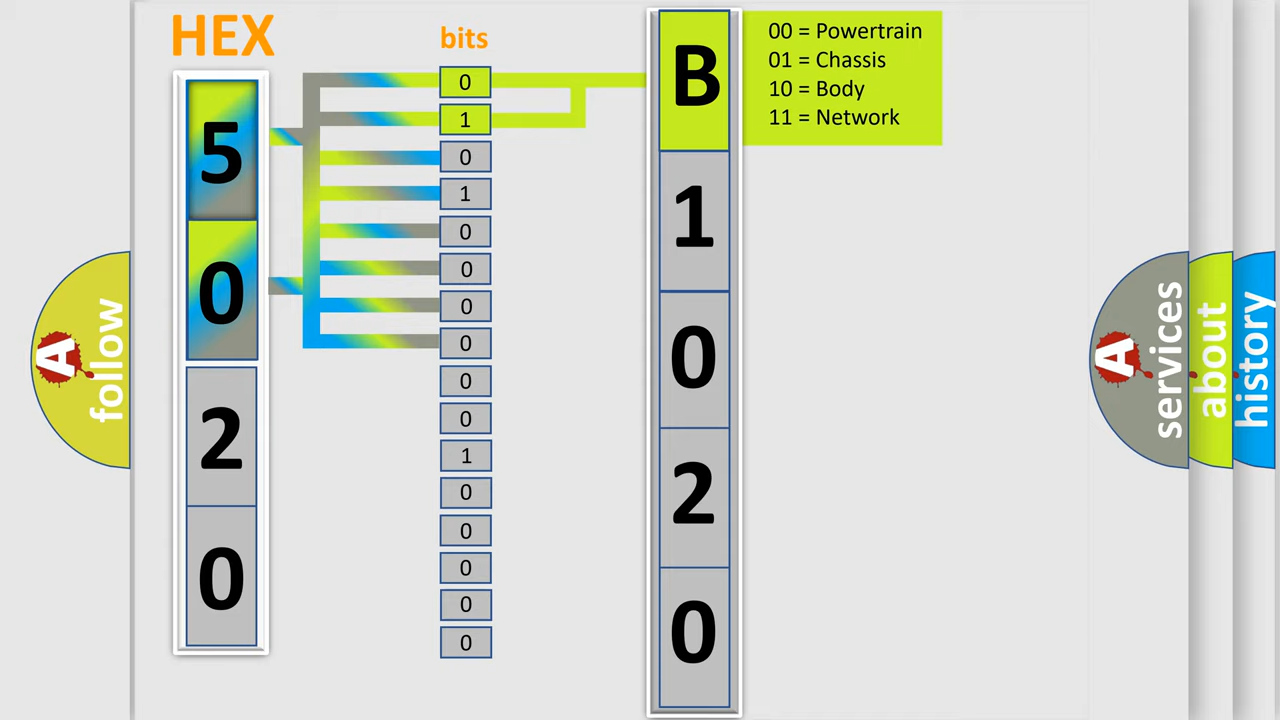 HEX
bits
5
0
2
0
0
1
0
1
0
0
0
0
0
0
1
0
0
0
0
0
B
1
0
2
0
00 = Powertrain
01 = Chassis
10 = Body
11 = Network
A
follow
A
services
about
history